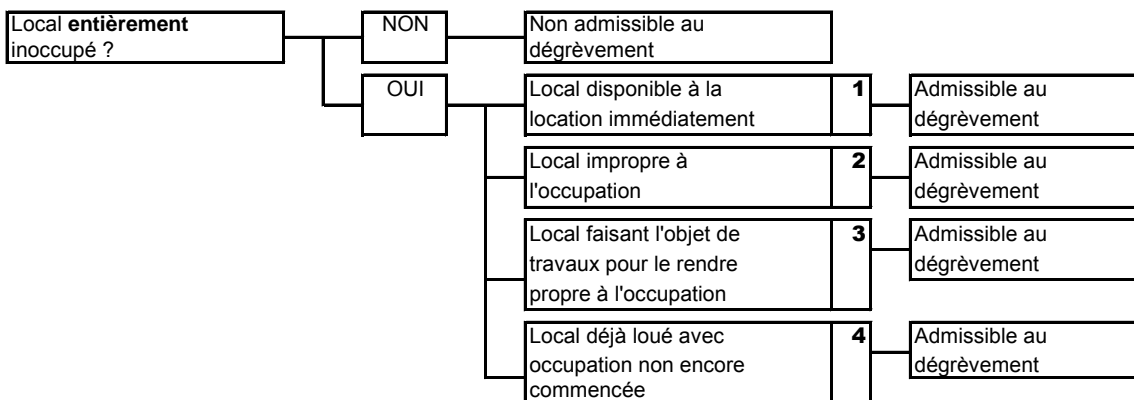 Local entièrement
inoccupé ?
NON
Non admissible au
dégrèvement
OUI
Local disponible à la
location immédiatement
1
Admissible au
dégrèvement
Local impropre à
l'occupation
2
Admissible au
dégrèvement
Local faisant l'objet de
travaux pour le rendre
propre à l'occupation
3
Admissible au
dégrèvement
Local déjà loué avec
occupation non encore
commencée
4
Admissible au
dégrèvement